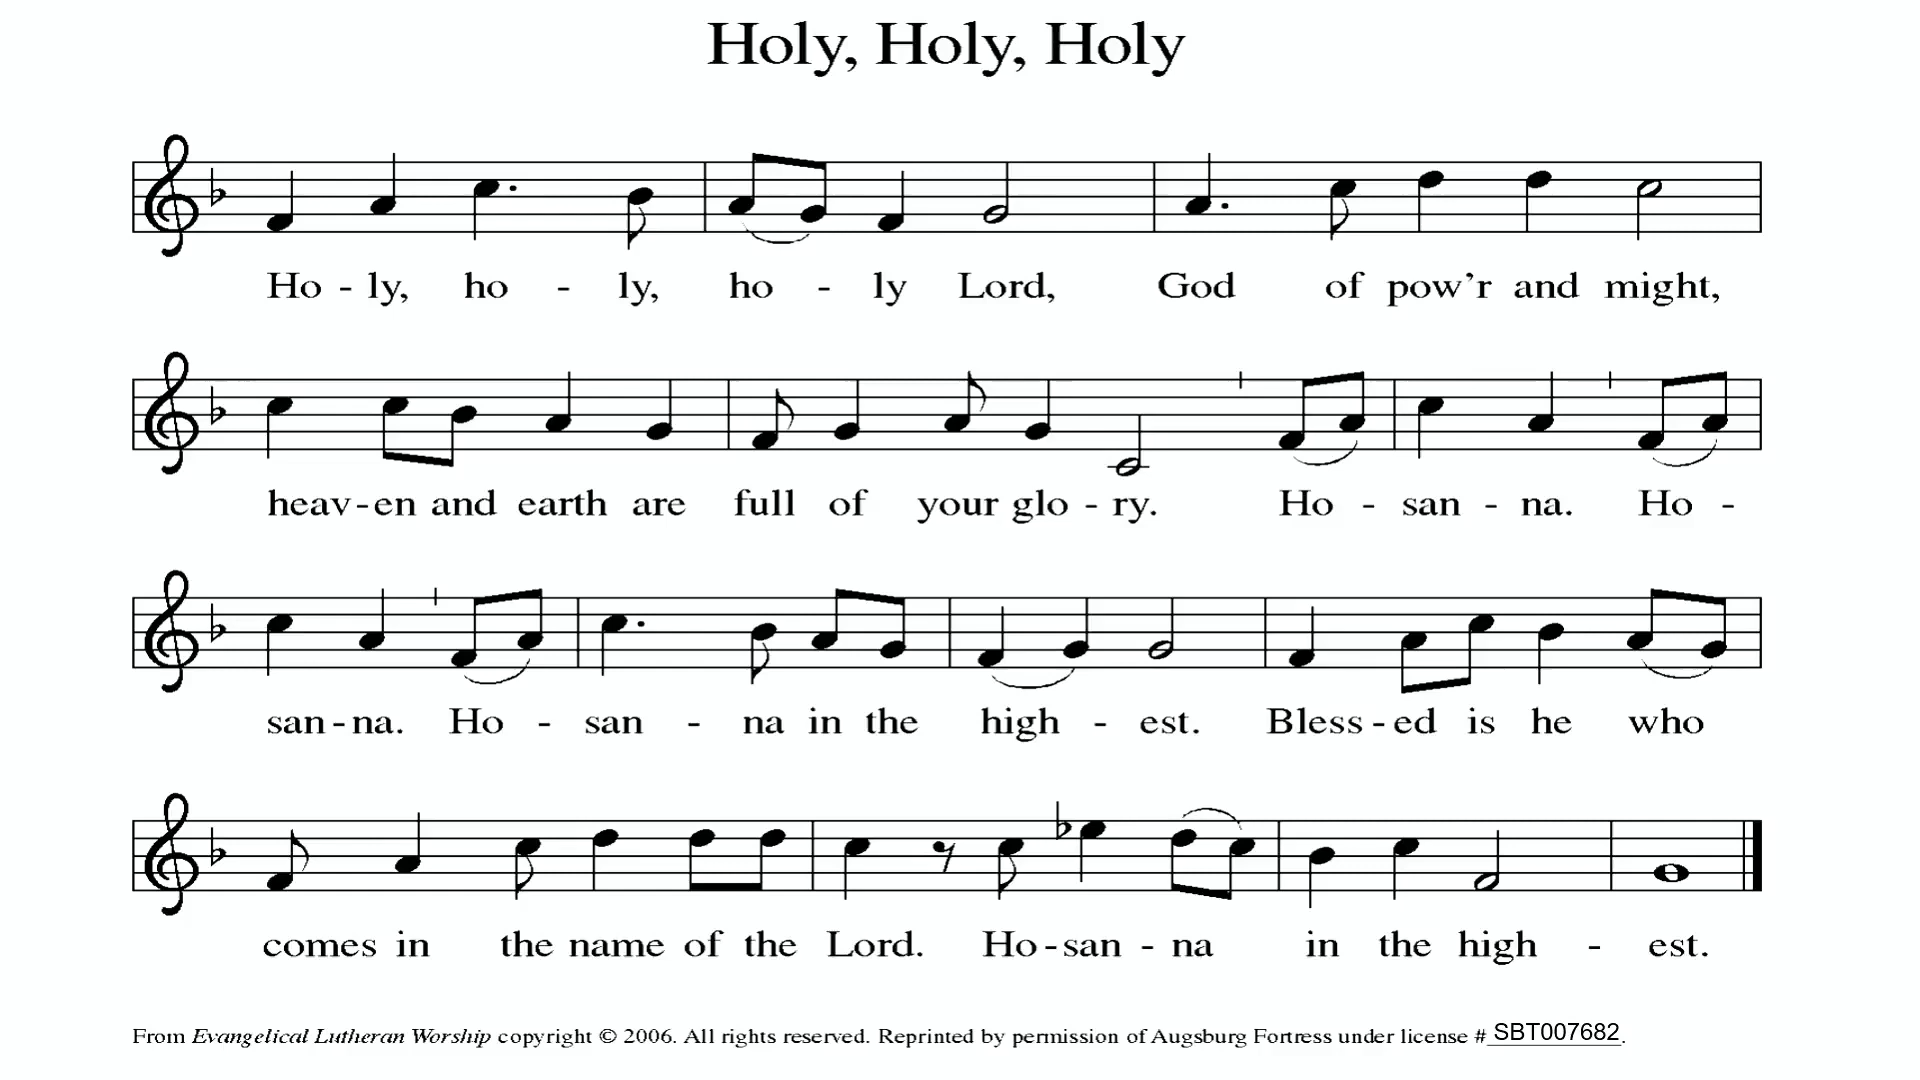 Holy, Holy, Holy
Ho - ly, ho - ly, ho - ly Lord, God of pow’r and might,
heav-en and earth are full of your glo - ry. Ho - san - na. Ho -
san-na. Ho - san - na in the high - est. Bless-ed is he who
comes in the name of the Lord. Ho-san - na in the high - est.
From Evangelical Lutheran Worship copyright © 2006. All rights reserved. Reprinted by permission of Augsburg Fortress under license # SBT007682.